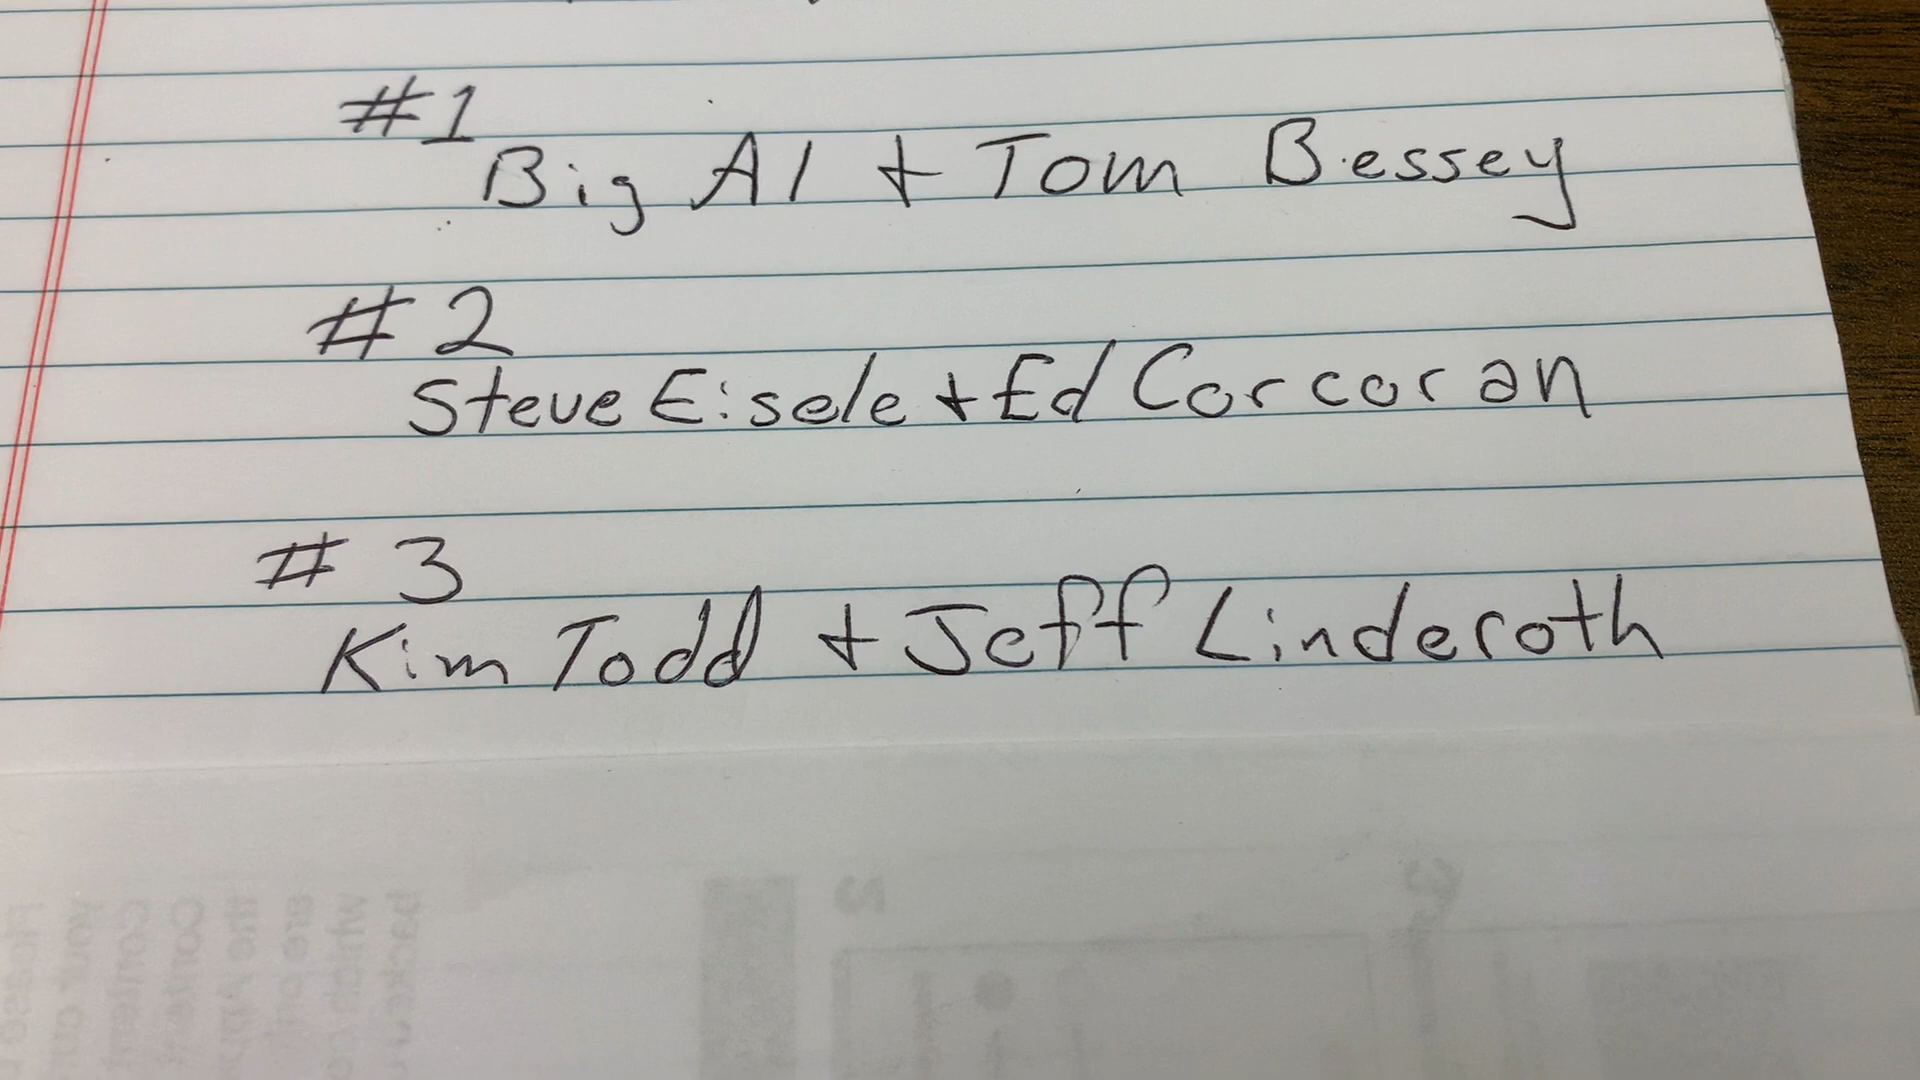 #1
Big Al + Tom Bessey
#2
Steve Eisele + Ed Corcoran
#3
Kim Todd + Jeff Linderoth